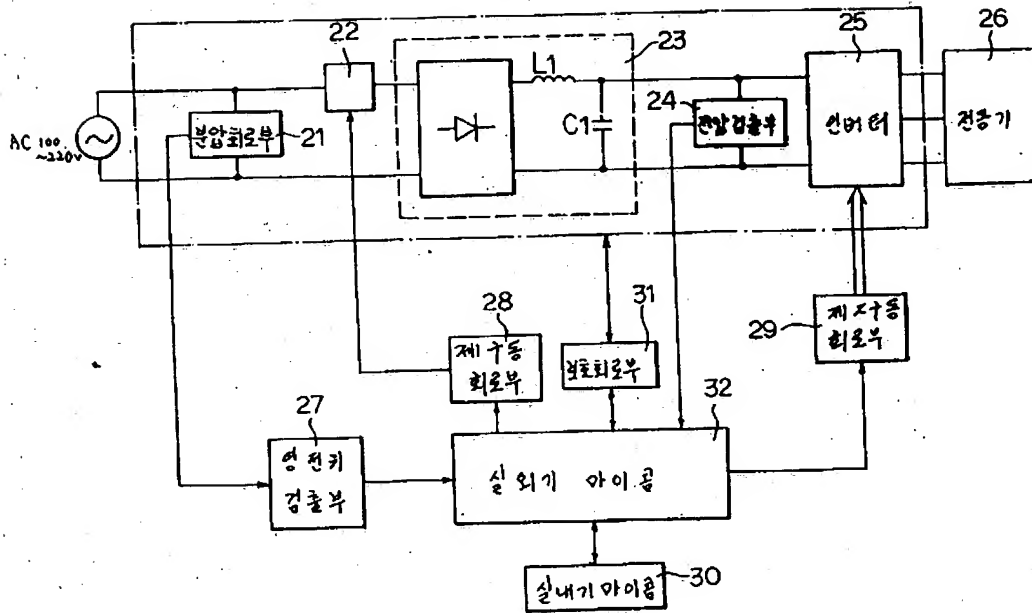 22
23
25
26
L1
24
AC 100
~220V
분압회로부
21
C1
전압검출부
인버터
전동기
28
31
29
제1구동
회로부
보호회로부
제2구동
회로부
32
27
영전위
검출부
실외기 마이콤
실내기마이콤
30